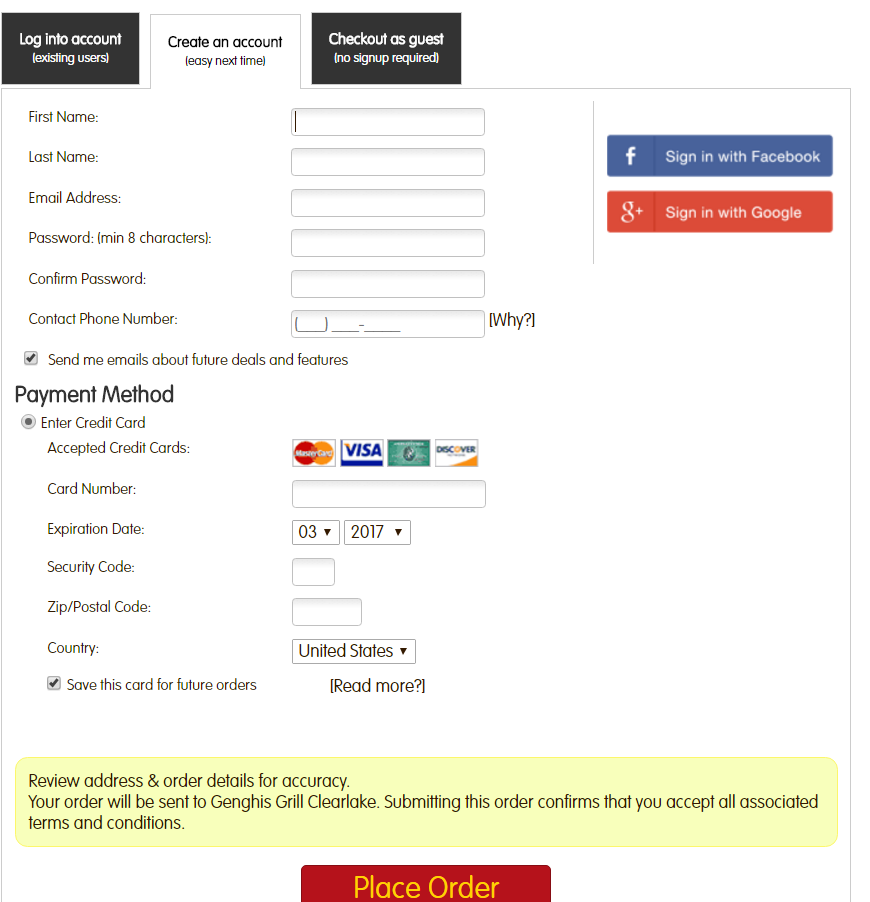 Log into account
(existing users)
Create an account
(easy next time)
Checkout as guest
(no signup required)
First Name:
Last Name:
Email Address:
Password: (min 8 characters):
Confirm Password:
Contact Phone Number:
(___) ___-____
[Why?]
f Sign in with Facebook
g+ Sign in with Google
Send me emails about future deals and features
Payment Method
Enter Credit Card
Accepted Credit Cards:
MasterCard VISA DISCOVER
Card Number:
Expiration Date:
03 2017
Security Code:
Zip/Postal Code:
Country:
United States
Save this card for future orders [Read more?]
Review address & order details for accuracy.
Your order will be sent to Genghis Grill Clearlake. Submitting this order confirms that you accept all associated
terms and conditions.
Place Order